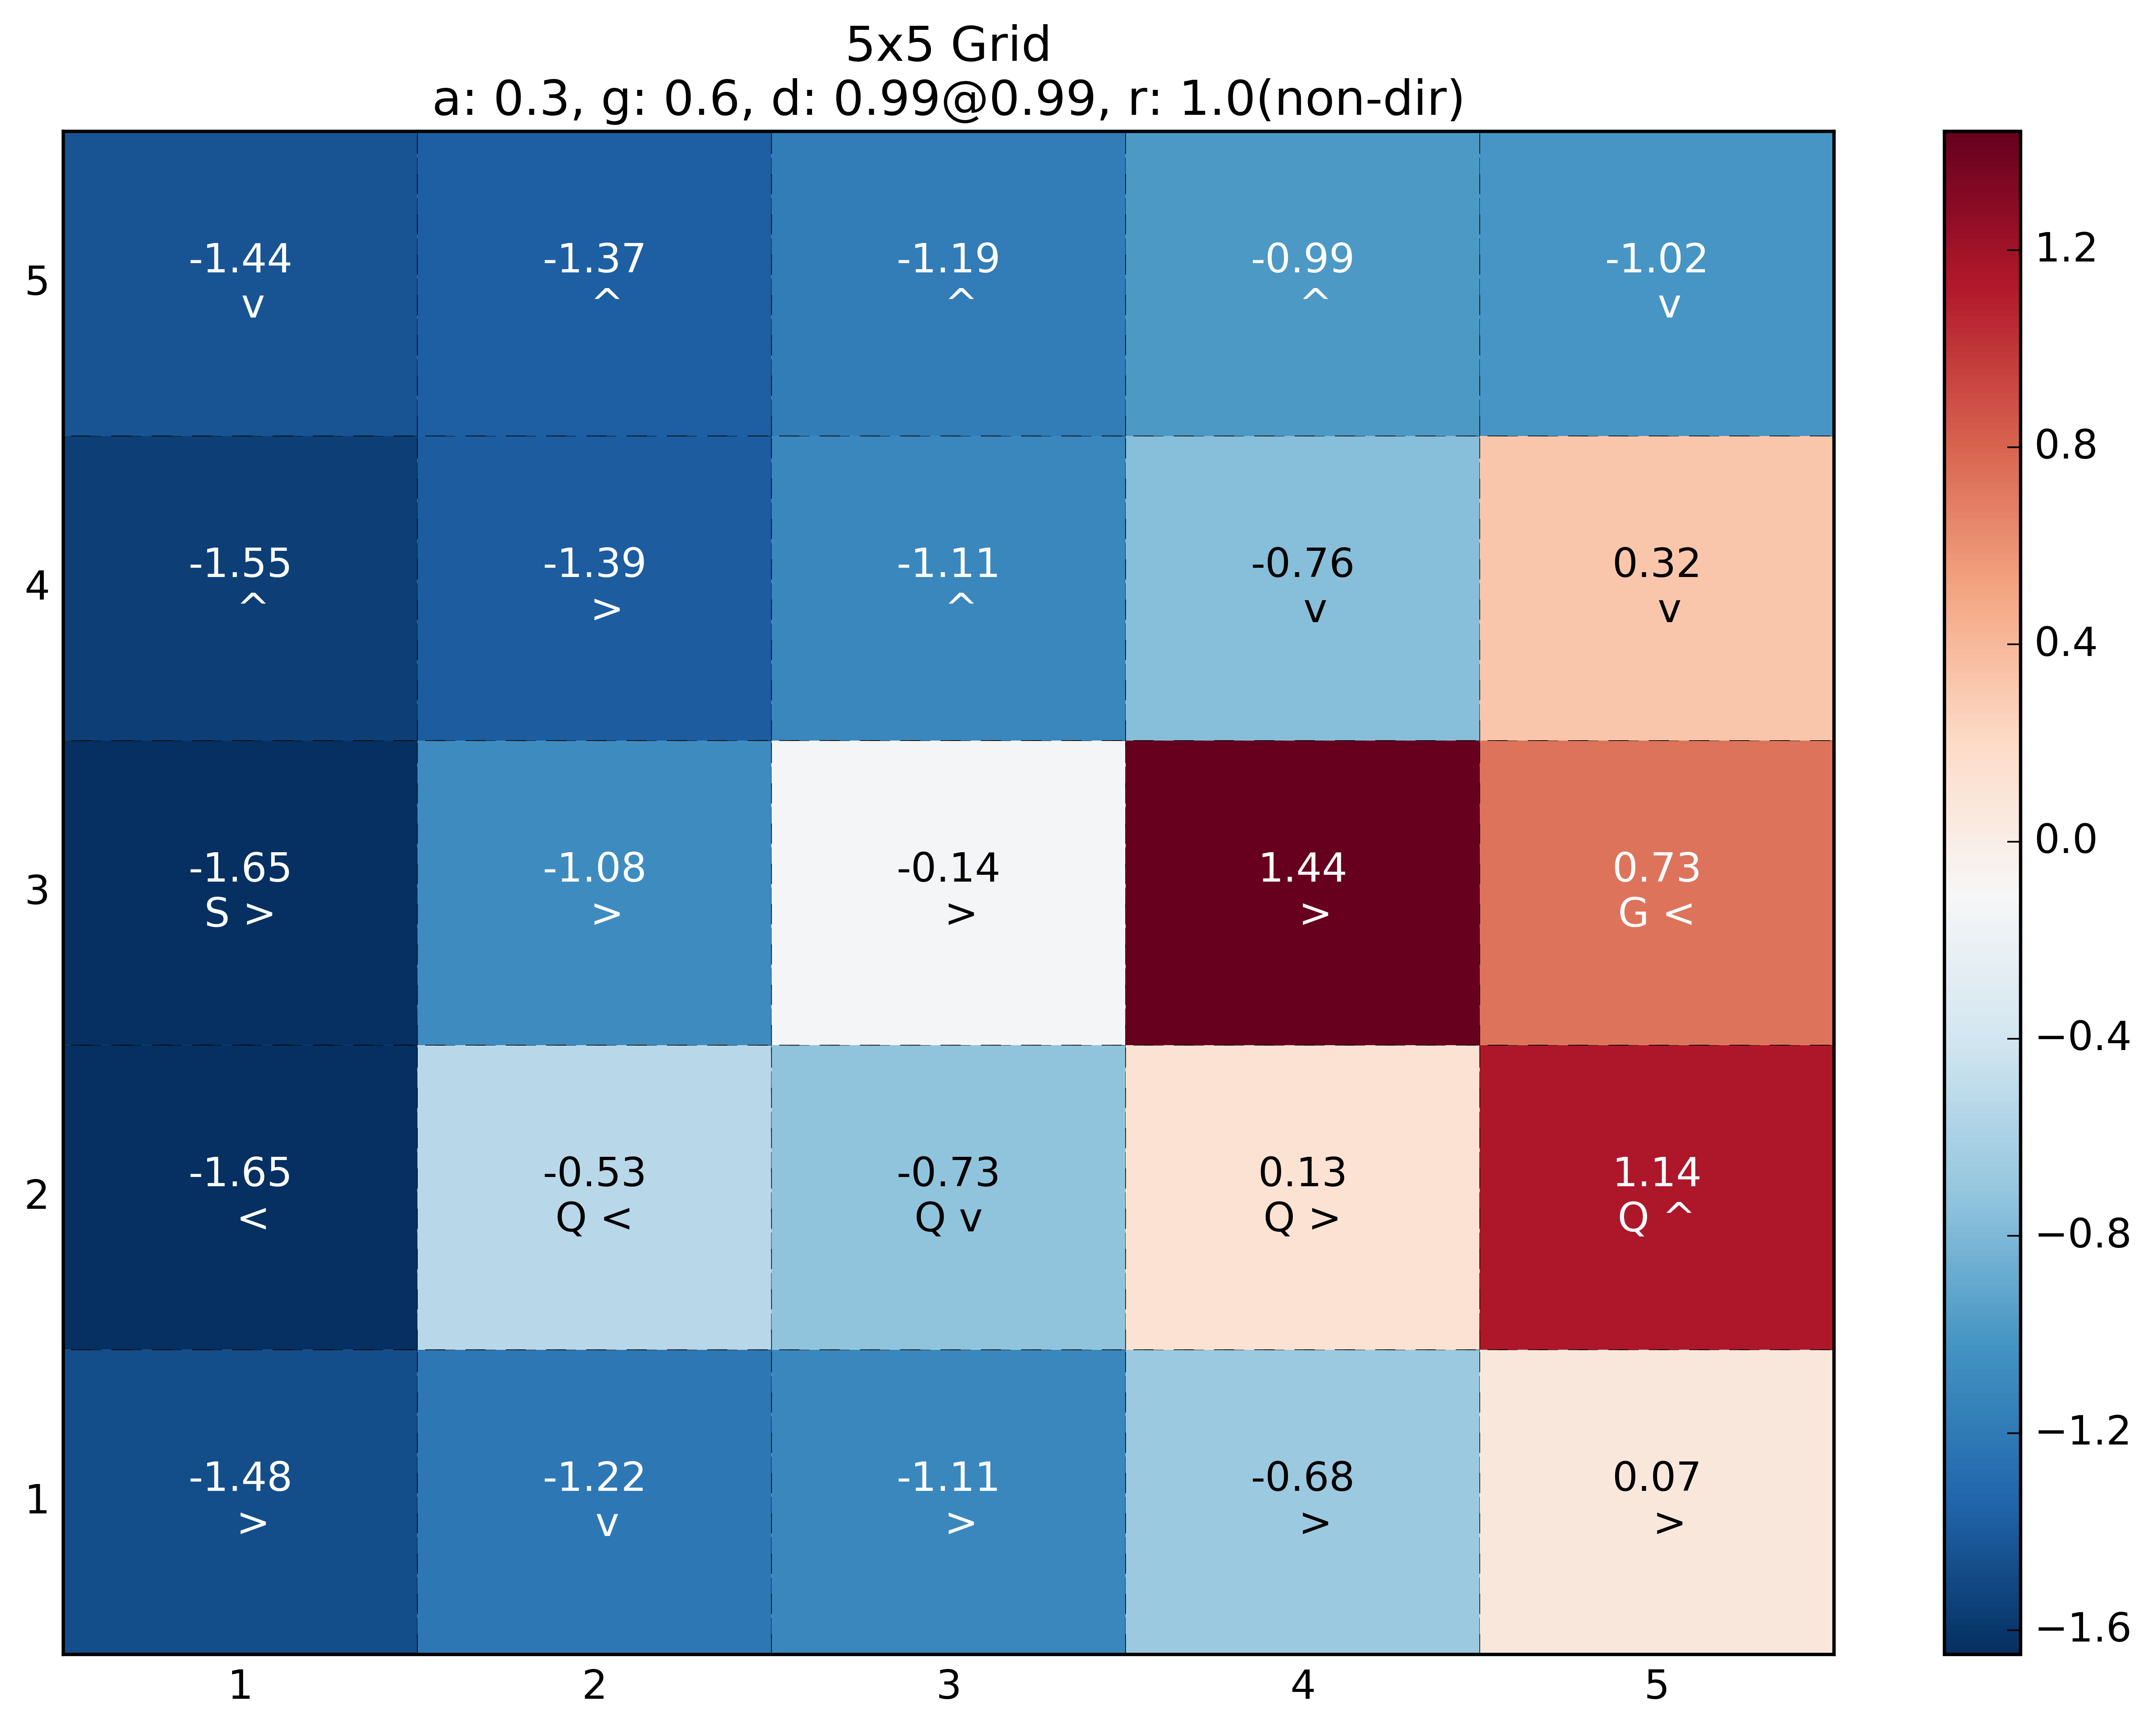 5x5 Grid
a: 0.3, g: 0.6, d: 0.99@0.99, r: 1.0(non-dir)
5
-1.44 -1.37 -1.19 -0.99 -1.02
v ^ ^ ^ v
4
-1.55 -1.39 -1.11 -0.76 0.32
^ > ^ v v
3
-1.65 -1.08 -0.14 1.44 0.73
S > > > > G <
2
-1.65 -0.53 -0.73 0.13 1.14
< Q < Q v Q > Q ^
1
-1.48 -1.22 -1.11 -0.68 0.07
> v > > >
1 2 3 4 5
1.2
0.8
0.4
0.0
−0.4
−0.8
−1.2
−1.6